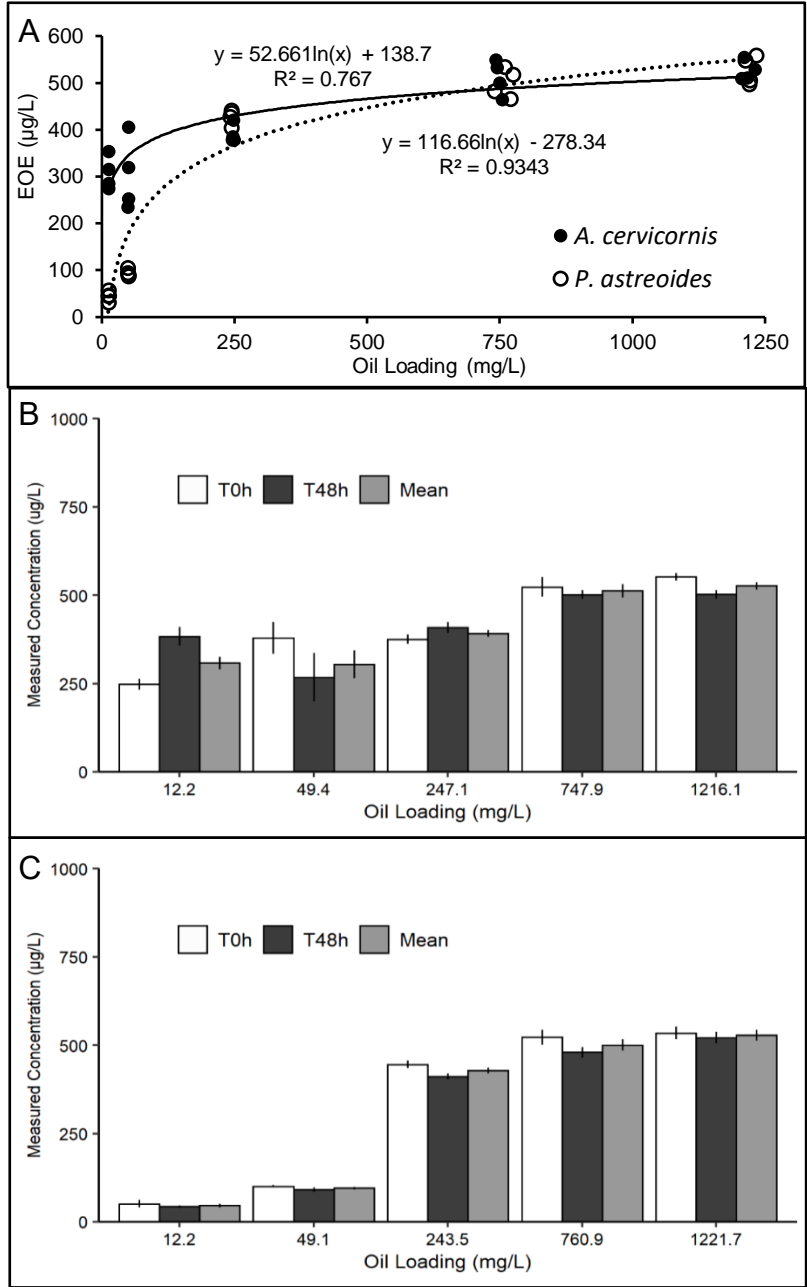 A
600
500
400
300
200
100
0
EOE (µg/L)
y = 52.661ln(x) + 138.7
R² = 0.767
y = 116.66ln(x) - 278.34
R² = 0.9343
A. cervicornis
P. astreoides
0 250 500 750 1000 1250
Oil Loading (mg/L)
B
1000
750
500
250
0
Measured Concentration (ug/L)
T0h T48h Mean
12.2 49.4 247.1 747.9 1216.1
Oil Loading (mg/L)
C
1000
750
500
250
0
Measured Concentration (µg/L)
T0h T48h Mean
12.2 49.1 243.5 760.9 1221.7
Oil Loading (mg/L)